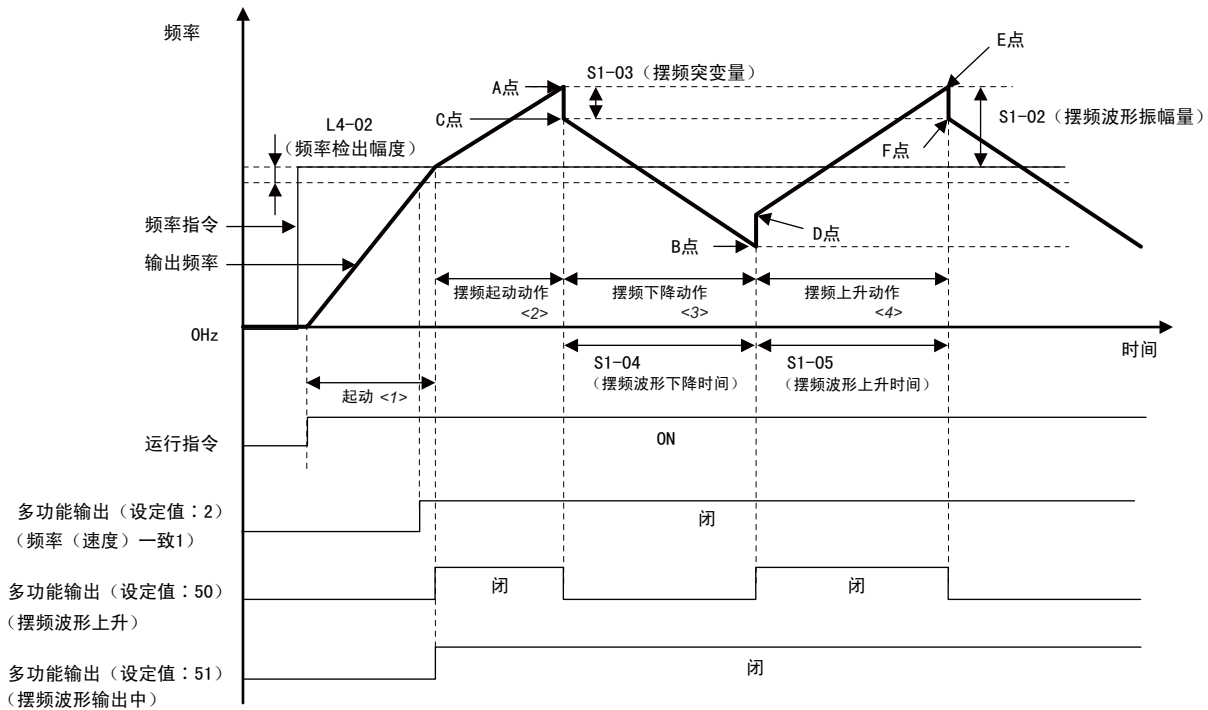 频率
E点
S1-03（摆频突变量）
A点
C点
L4-02
（频率检出幅度）
S1-02（摆频波形振幅量）
F点
频率指令
D点
B点
输出频率
摆频起动动作
<2>
摆频下降动作
<3>
摆频上升动作
<4>
0Hz
时间
S1-04
（摆频波形下降时间）
S1-05
（摆频波形上升时间）
起动 <1>
运行指令
ON
多功能输出（设定值：2）
（频率（速度）一致1）
闭
多功能输出（设定值：50）
（摆频波形上升）
闭
闭
多功能输出（设定值：51）
（摆频波形输出中）
闭